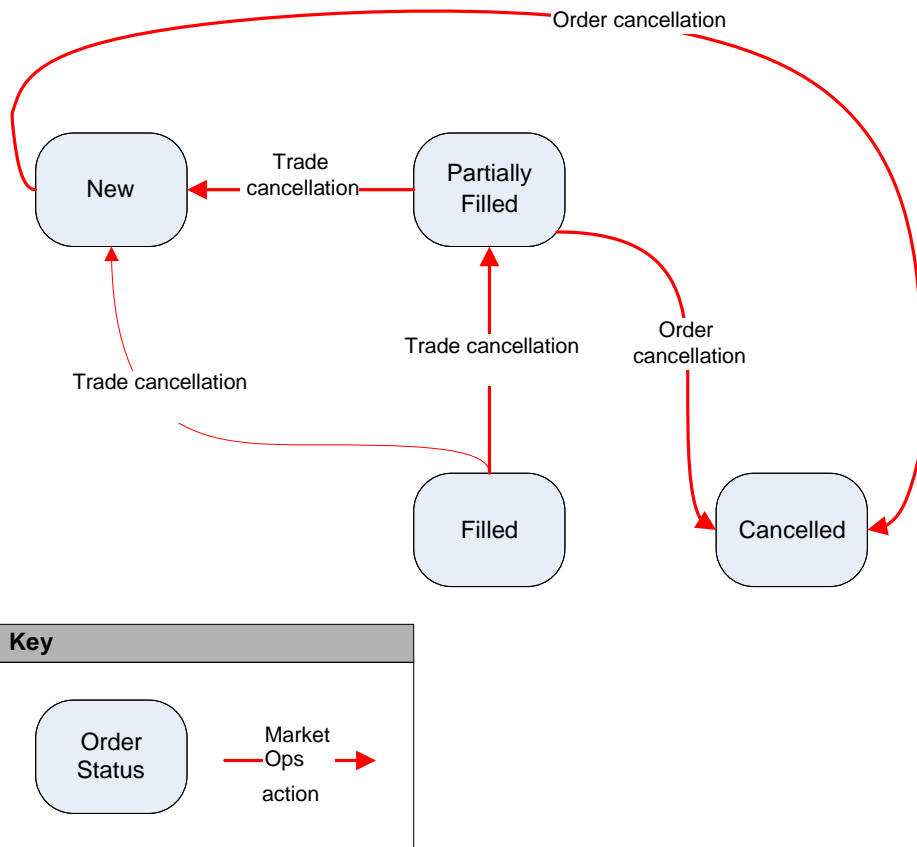 Order cancellation
New
Trade
cancellation
Partially
Filled
Trade cancellation
Order
cancellation
Trade cancellation
Filled
Cancelled
Key
Order
Status
Market
Ops
action